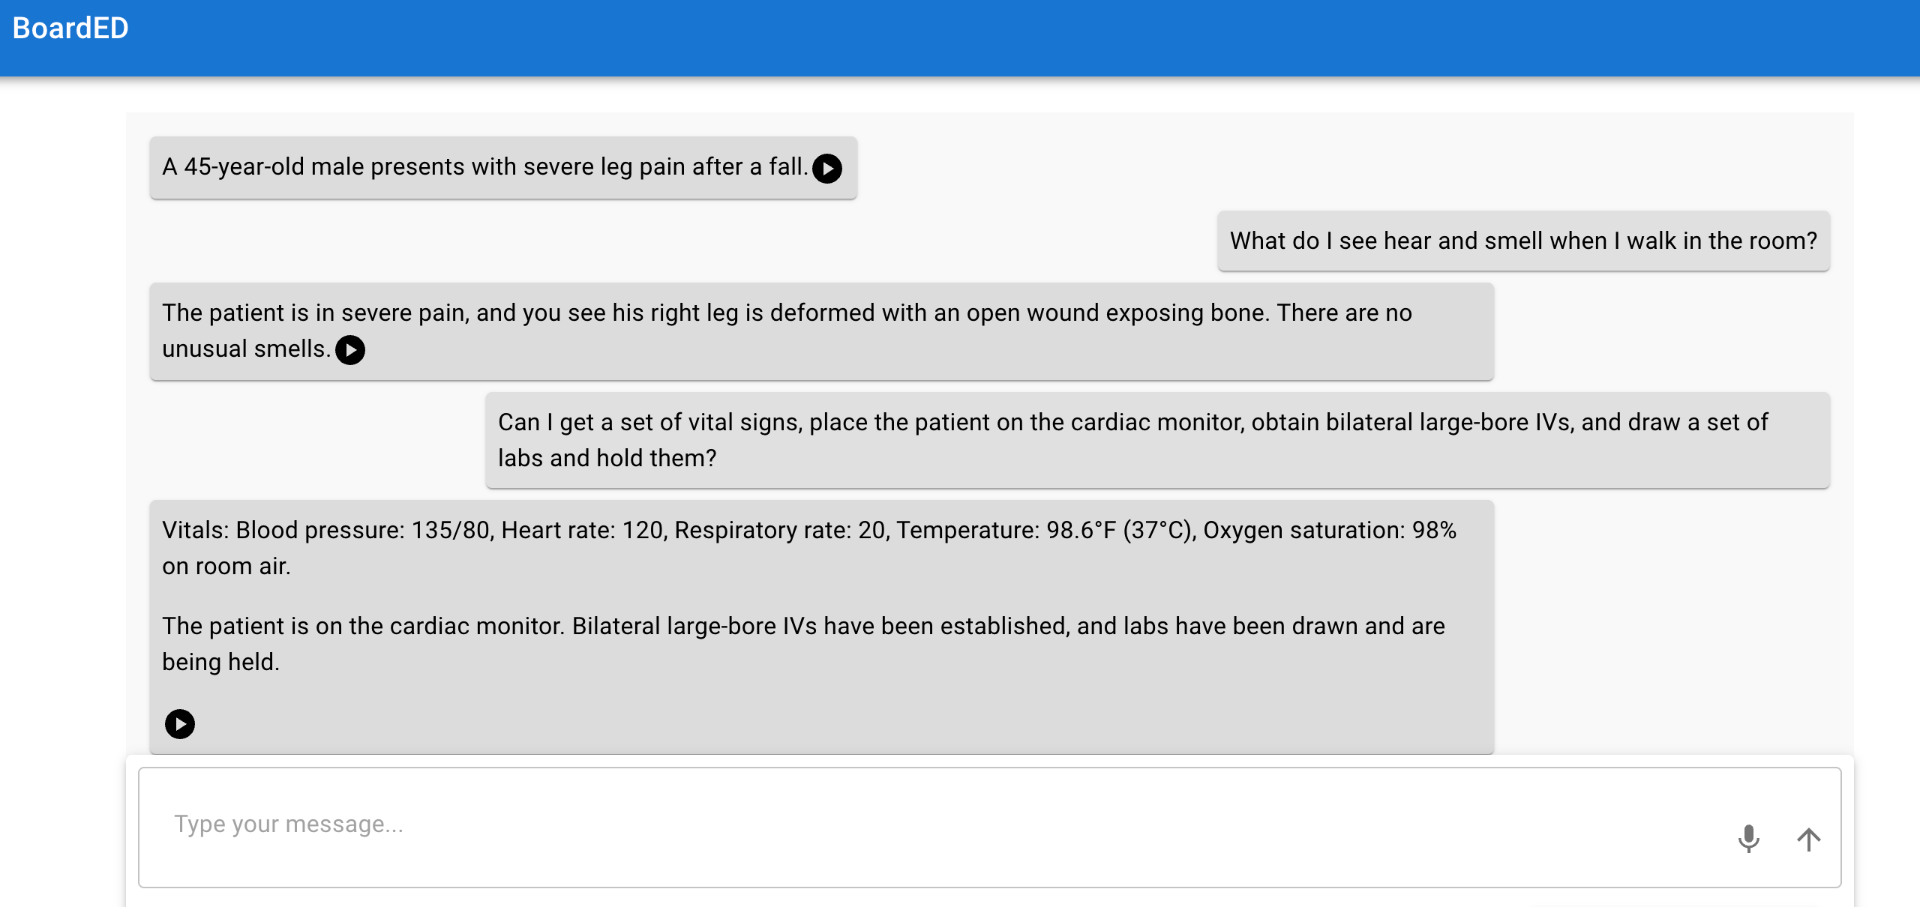 BoardED
A 45-year-old male presents with severe leg pain after a fall.
What do I see hear and smell when I walk in the room?
The patient is in severe pain, and you see his right leg is deformed with an open wound exposing bone. There are no
unusual smells.
Can I get a set of vital signs, place the patient on the cardiac monitor, obtain bilateral large-bore IVs, and draw a set of
labs and hold them?
Vitals: Blood pressure: 135/80, Heart rate: 120, Respiratory rate: 20, Temperature: 98.6°F (37°C), Oxygen saturation: 98%
on room air.
The patient is on the cardiac monitor. Bilateral large-bore IVs have been established, and labs have been drawn and are
being held.
Type your message...